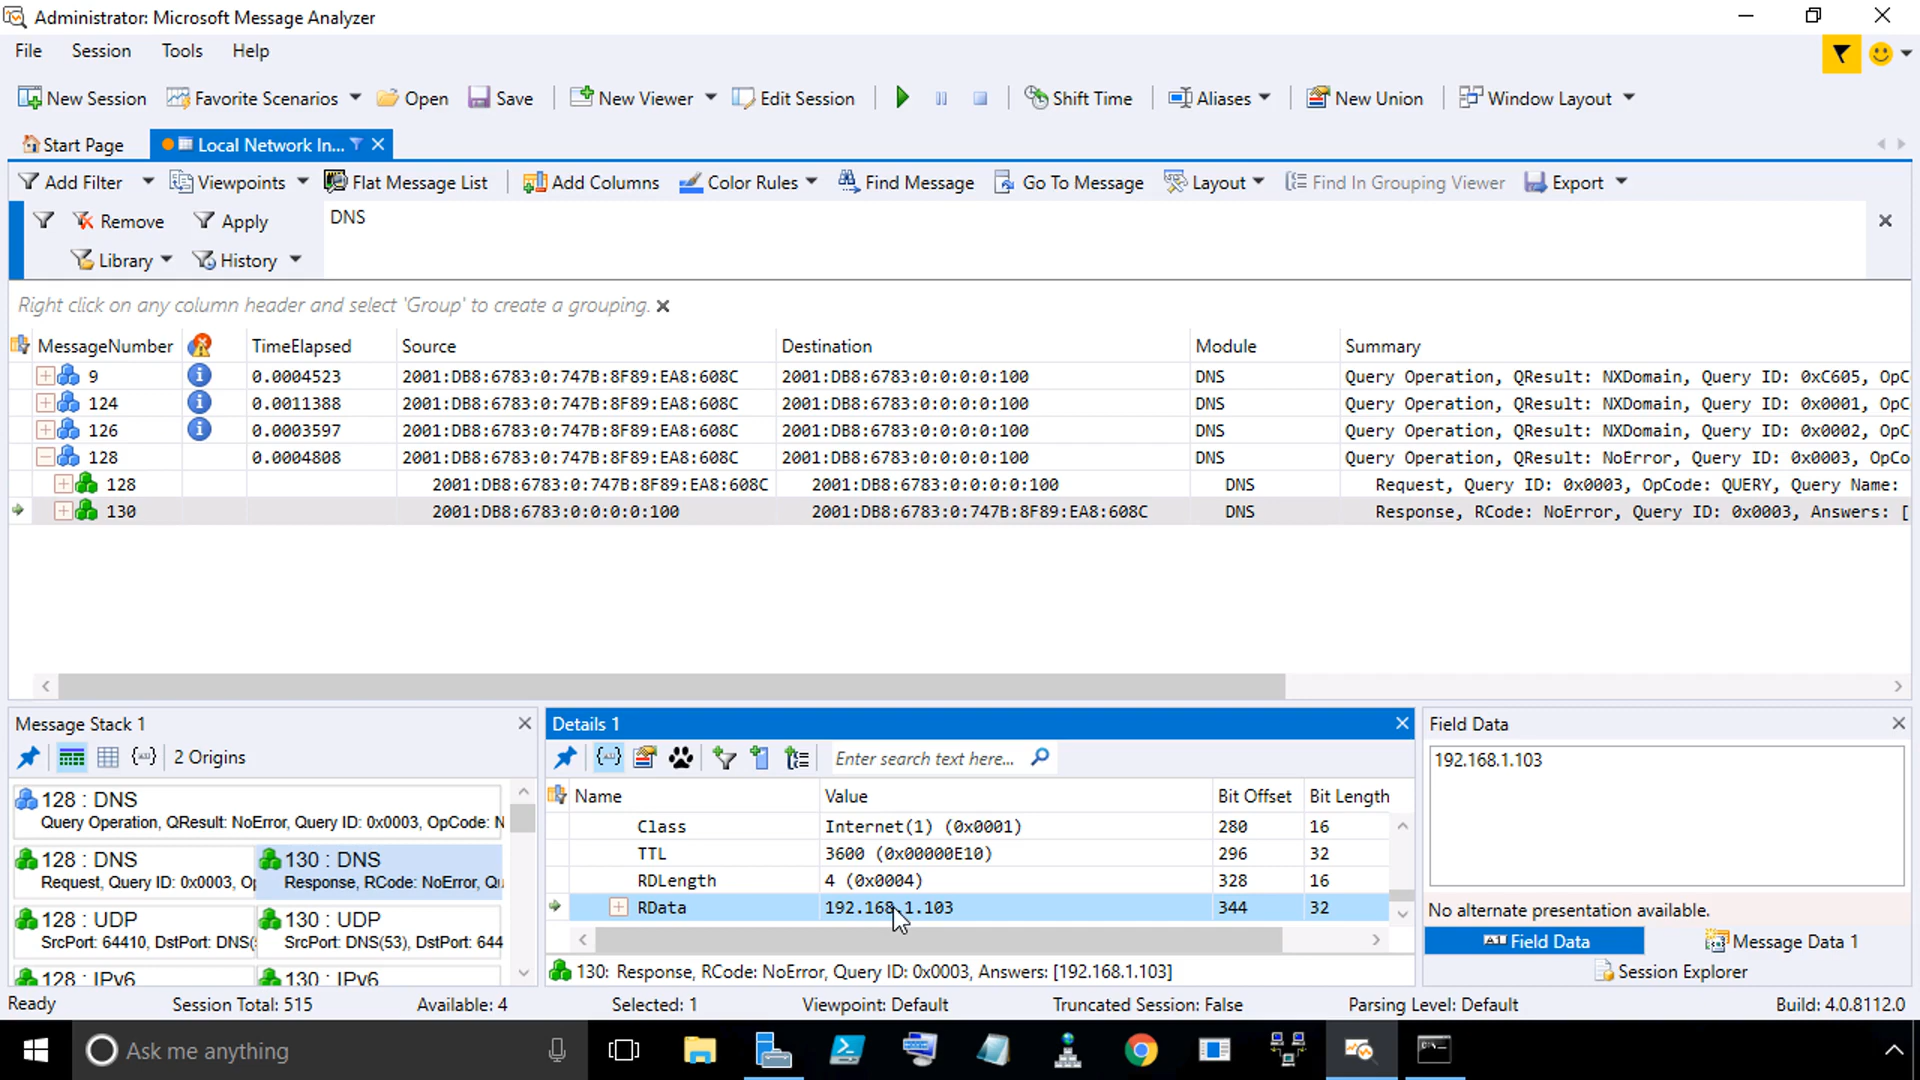 Administrator: Microsoft Message Analyzer
File Session Tools Help
New Session Favorite Scenarios Open Save New Viewer Edit Session Shift Time Aliases New Union Window Layout
Start Page Local Network In...
Add Filter Viewpoints Flat Message List Add Columns Color Rules Find Message Go To Message Layout Find In Grouping Viewer Export
Remove Apply DNS
Library History
Right click on any column header and select 'Group' to create a grouping.
MessageNumber TimeElapsed Source Destination Module Summary
9 0.0004523 2001:DB8:6783:0:747B:8F89:EA8:608C 2001:DB8:6783:0:0:0:0:100 DNS Query Operation, QResult: NXDomain, Query ID: 0xC605, OpC
124 0.0011388 2001:DB8:6783:0:747B:8F89:EA8:608C 2001:DB8:6783:0:0:0:0:100 DNS Query Operation, QResult: NXDomain, Query ID: 0x0001, OpC
126 0.0003597 2001:DB8:6783:0:747B:8F89:EA8:608C 2001:DB8:6783:0:0:0:0:100 DNS Query Operation, QResult: NXDomain, Query ID: 0x0002, OpC
128 0.0004808 2001:DB8:6783:0:747B:8F89:EA8:608C 2001:DB8:6783:0:0:0:0:100 DNS Query Operation, QResult: NoError, Query ID: 0x0003, OpCo
128 2001:DB8:6783:0:747B:8F89:EA8:608C 2001:DB8:6783:0:0:0:0:100 DNS Request, Query ID: 0x0003, OpCode: QUERY, Query Name:
130 2001:DB8:6783:0:0:0:0:100 2001:DB8:6783:0:747B:8F89:EA8:608C DNS Response, RCode: NoError, Query ID: 0x0003, Answers: [
Message Stack 1
2 Origins
128 : DNS
Query Operation, QResult: NoError, Query ID: 0x0003, OpCode: N
128 : DNS 130 : DNS
Request, Query ID: 0x0003, Op Response, RCode: NoError, Qu
128 : UDP 130 : UDP
SrcPort: 64410, DstPort: DNS( SrcPort: DNS(53), DstPort: 644
128 : IPv6 130 : IPv6
Details 1
Enter search text here...
Name Value Bit Offset Bit Length
Class Internet(1) (0x0001) 280 16
TTL 3600 (0x00000E10) 296 32
RDLength 4 (0x0004) 328 16
RData 192.168.1.103 344 32
130: Response, RCode: NoError, Query ID: 0x0003, Answers: [192.168.1.103]
Field Data
192.168.1.103
No alternate presentation available.
Field Data Message Data 1
Session Explorer
Ready Session Total: 515 Available: 4 Selected: 1 Viewpoint: Default Truncated Session: False Parsing Level: Default Build: 4.0.8112.0
Ask me anything